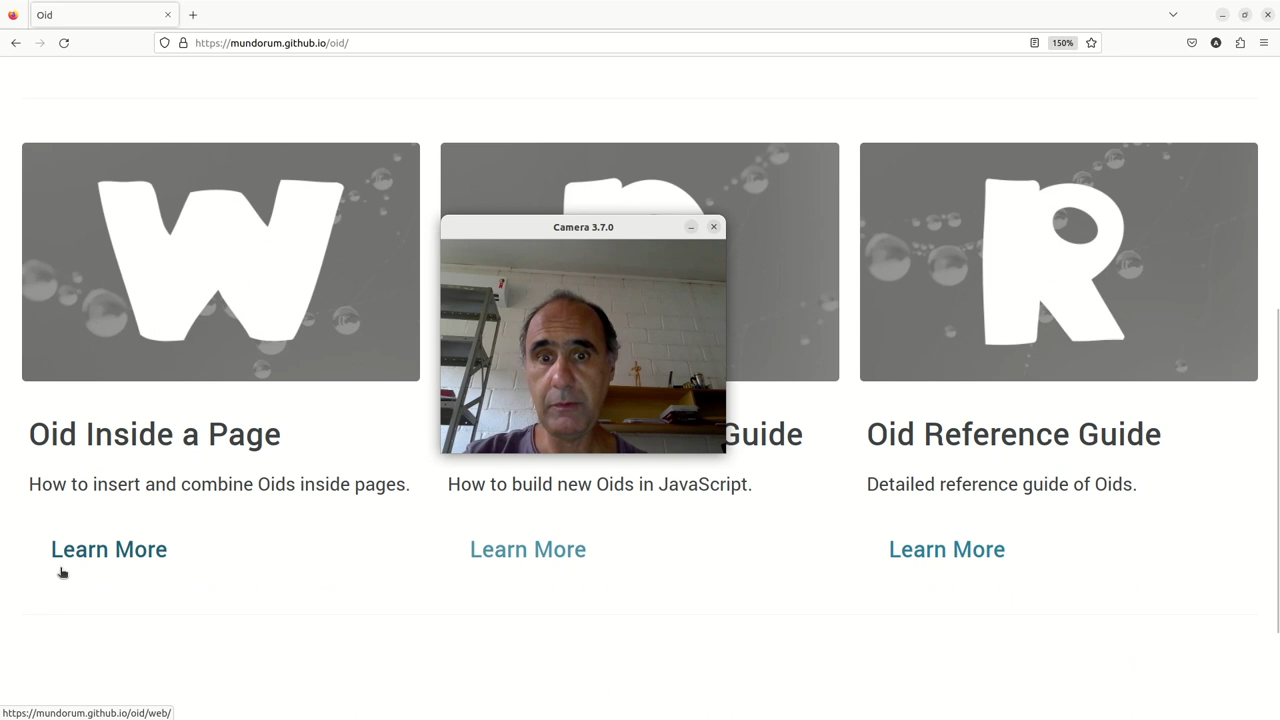 Oid
https://mundorum.github.io/oid/
150%
A
W
R
Camera 3.7.0
Oid Inside a Page
Guide
Oid Reference Guide
How to insert and combine Oids inside pages.
How to build new Oids in JavaScript.
Detailed reference guide of Oids.
Learn More
Learn More
Learn More
https://mundorum.github.io/oid/web/